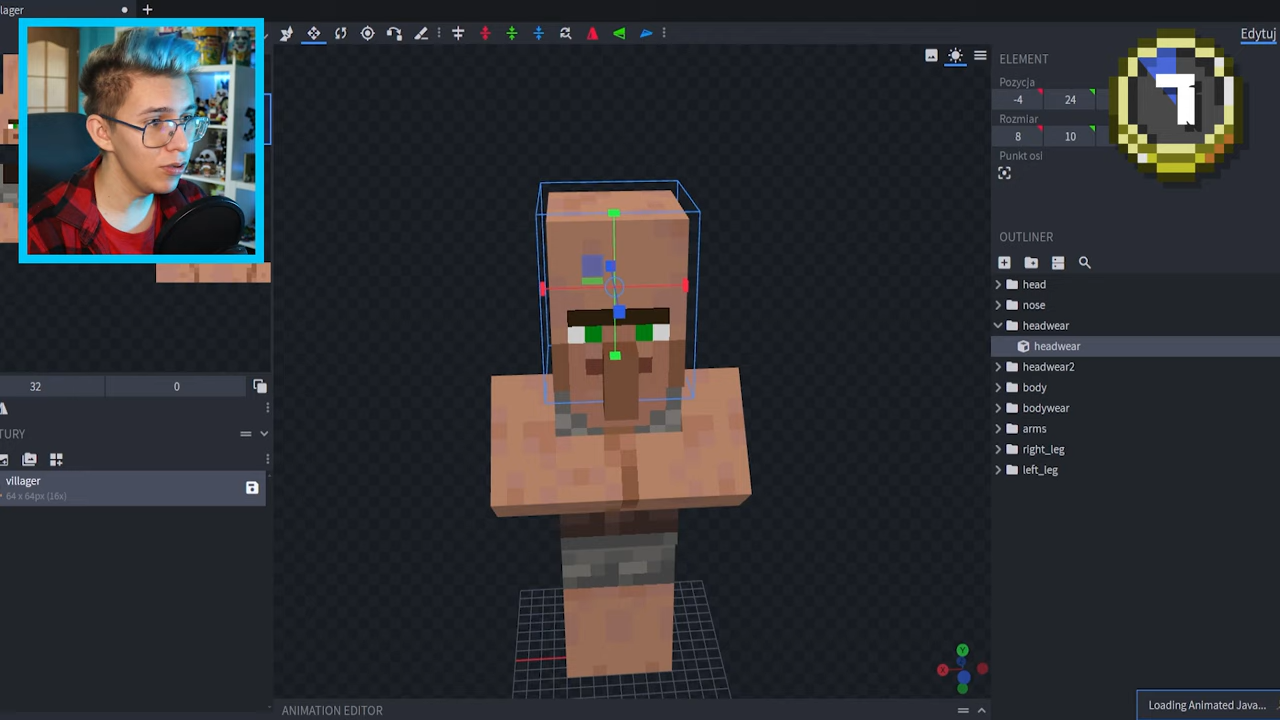 llager
Edytuj
ELEMENT
Pozycja
-4 24
Rozmiar
8 10
Punkt osi
OUTLINER
head
nose
headwear
headwear
headwear2
body
bodywear
arms
right_leg
left_leg
32 0
TURY
villager
64 x 64px (16x)
Y
X
ANIMATION EDITOR
Loading Animated Java...